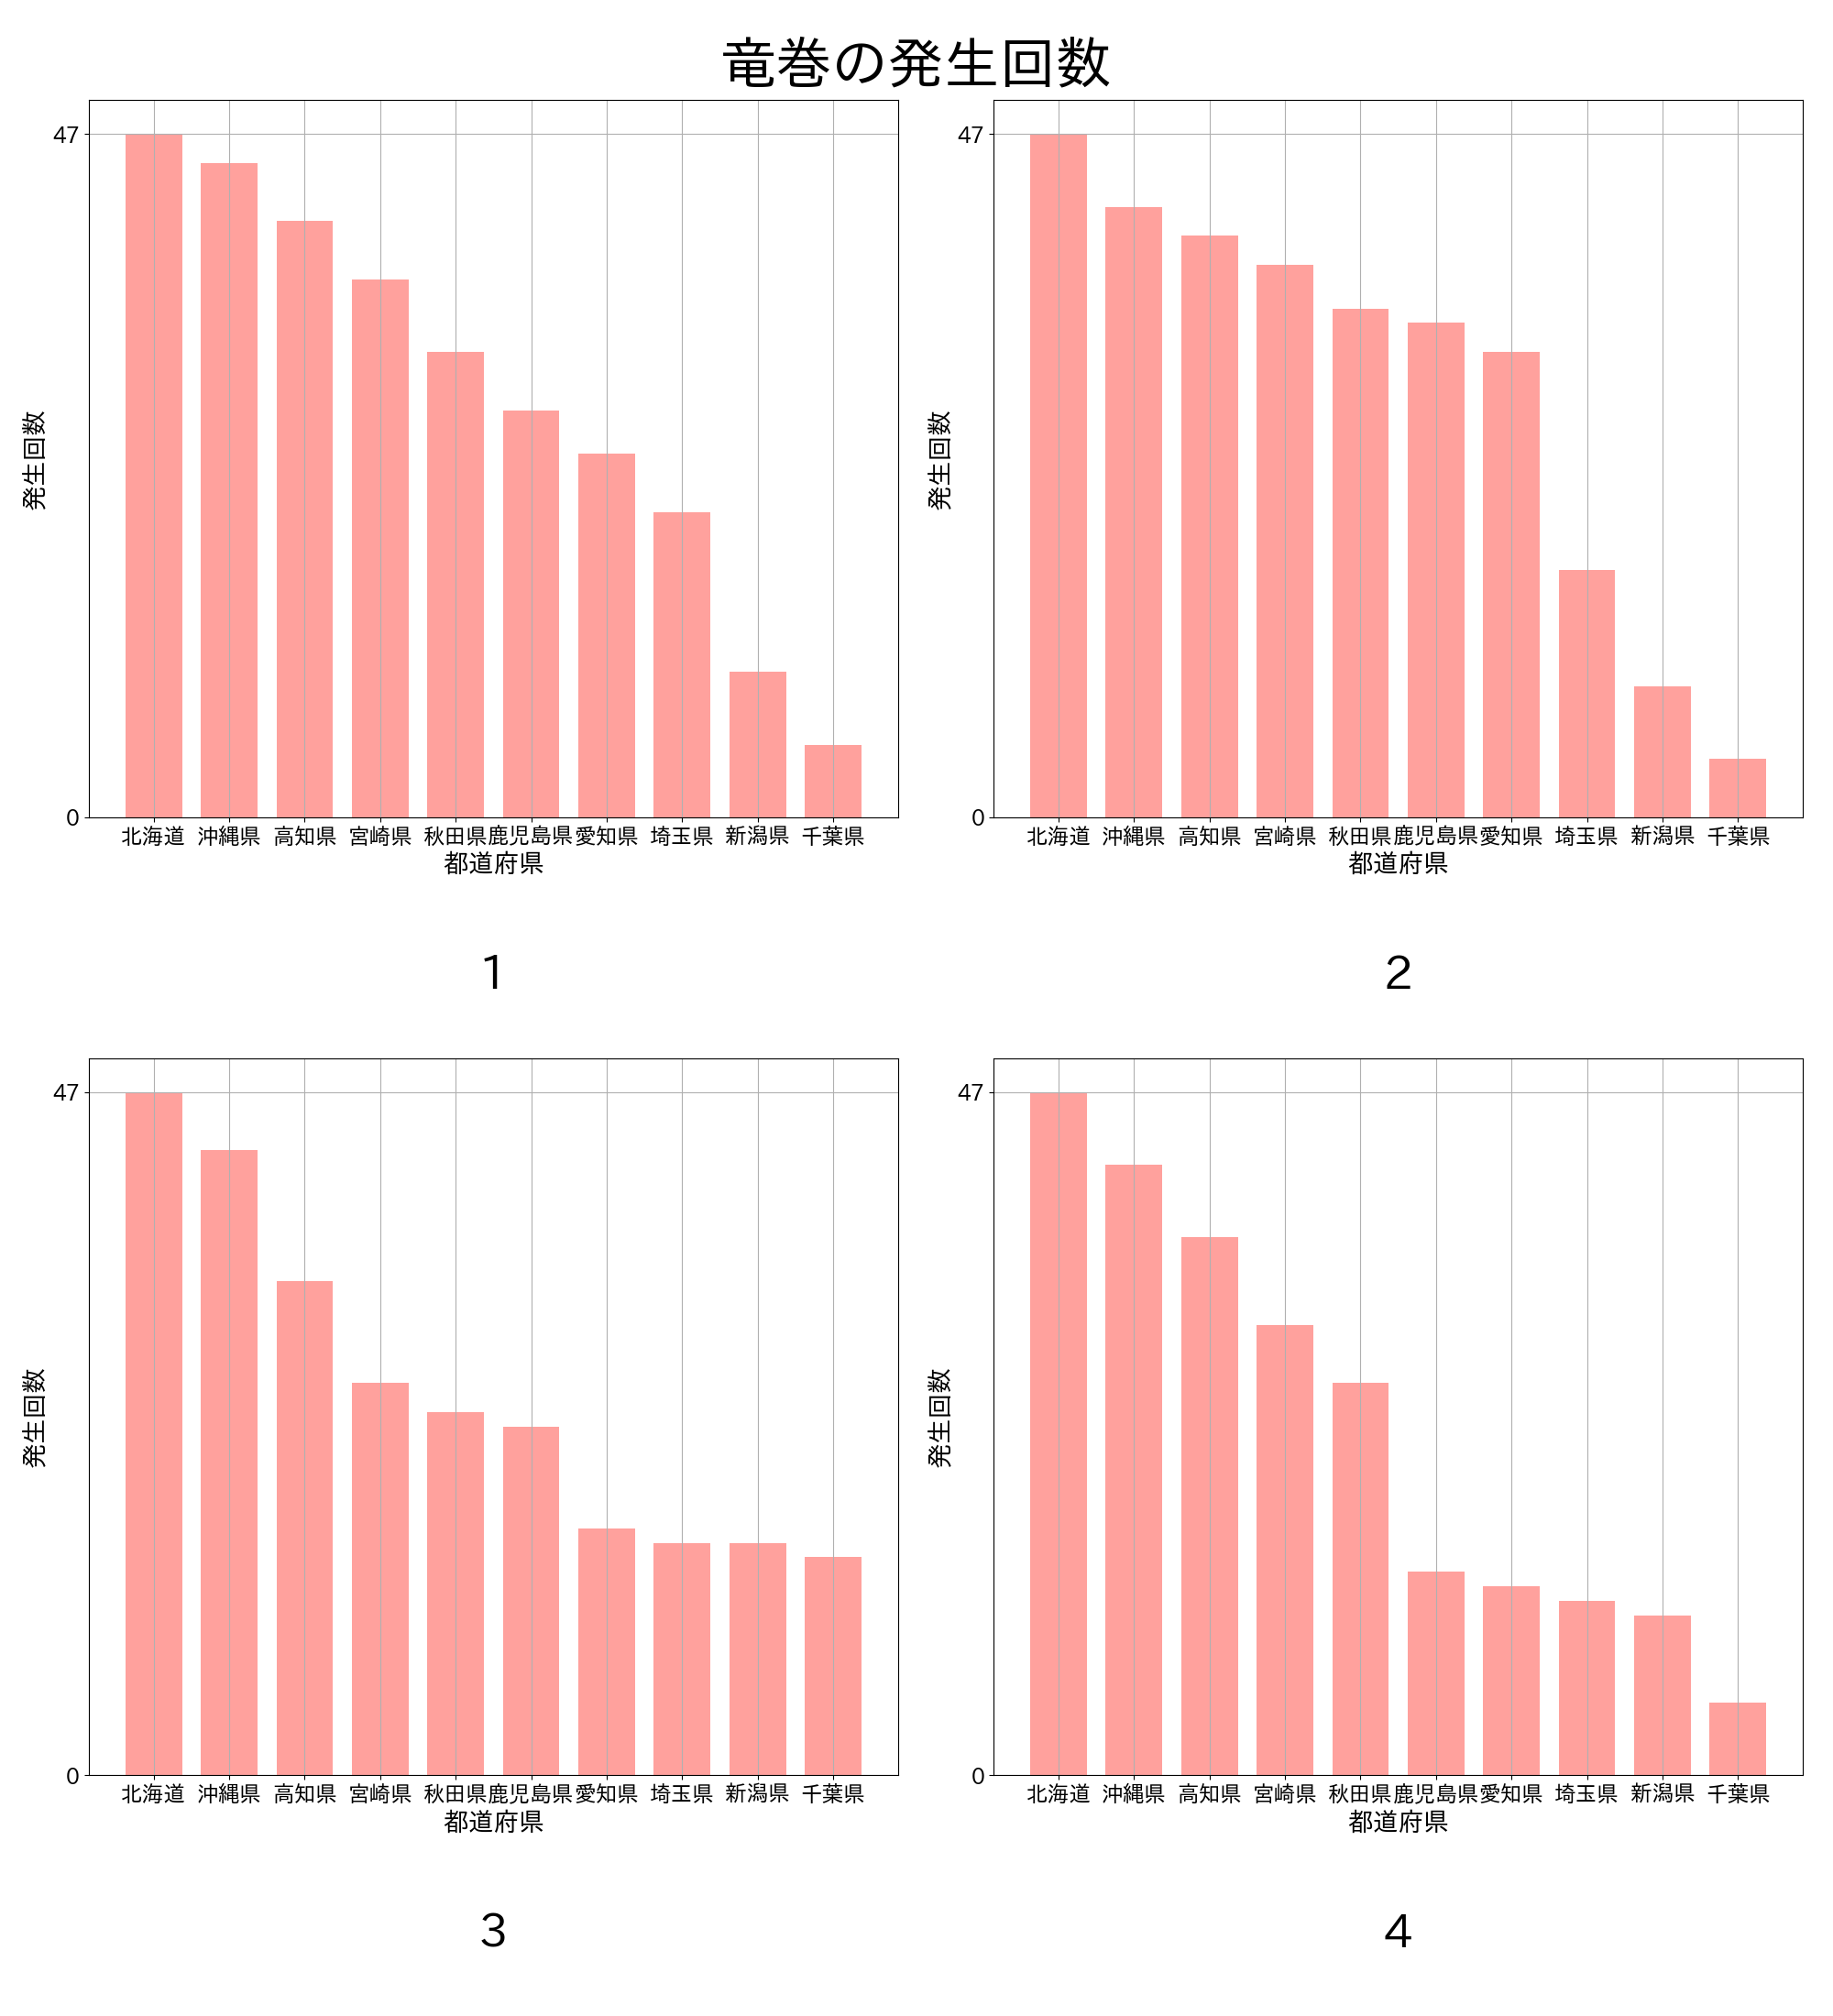 竜巻の発生回数
47
0
発生回数
北海道 沖縄県 高知県 宮崎県 秋田県 鹿児島県 愛知県 埼玉県 新潟県 千葉県
都道府県
1
47
0
発生回数
北海道 沖縄県 高知県 宮崎県 秋田県 鹿児島県 愛知県 埼玉県 新潟県 千葉県
都道府県
2
47
0
発生回数
北海道 沖縄県 高知県 宮崎県 秋田県 鹿児島県 愛知県 埼玉県 新潟県 千葉県
都道府県
3
47
0
発生回数
北海道 沖縄県 高知県 宮崎県 秋田県 鹿児島県 愛知県 埼玉県 新潟県 千葉県
都道府県
4